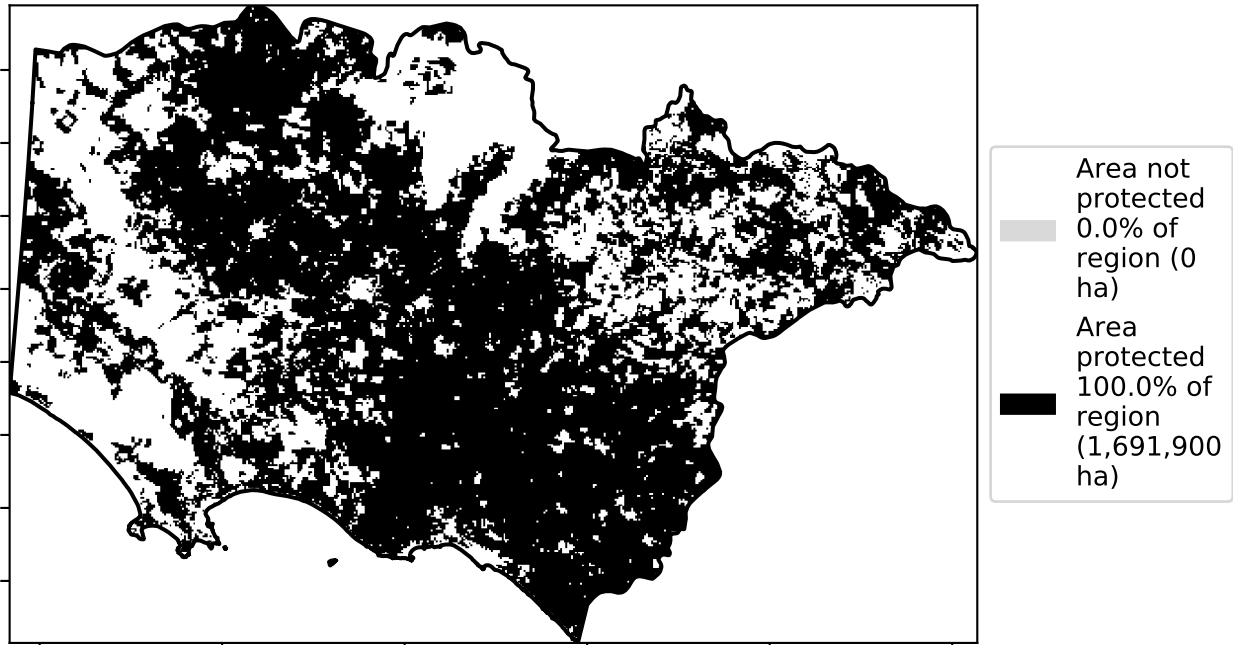 Area not
protected
0.0% of
region (0
ha)
Area
protected
100.0% of
region
(1,691,900
ha)